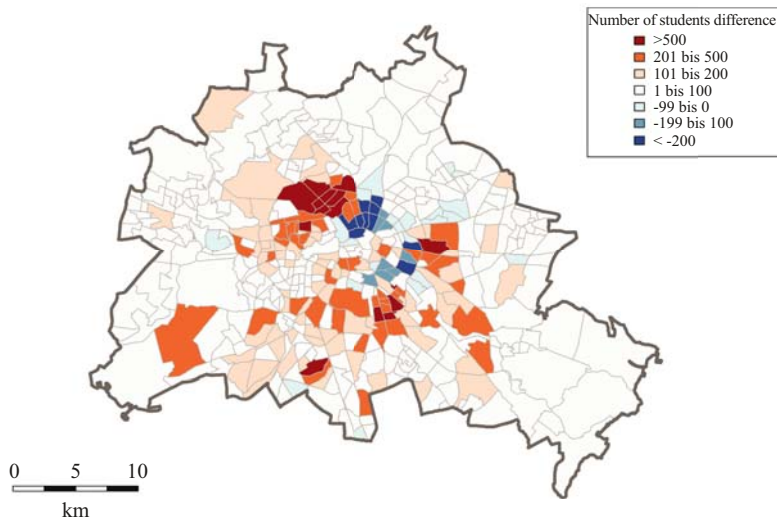 Number of students difference
>500
201 bis 500
101 bis 200
1 bis 100
-99 bis 0
-199 bis 100
< -200
0 5 10
km